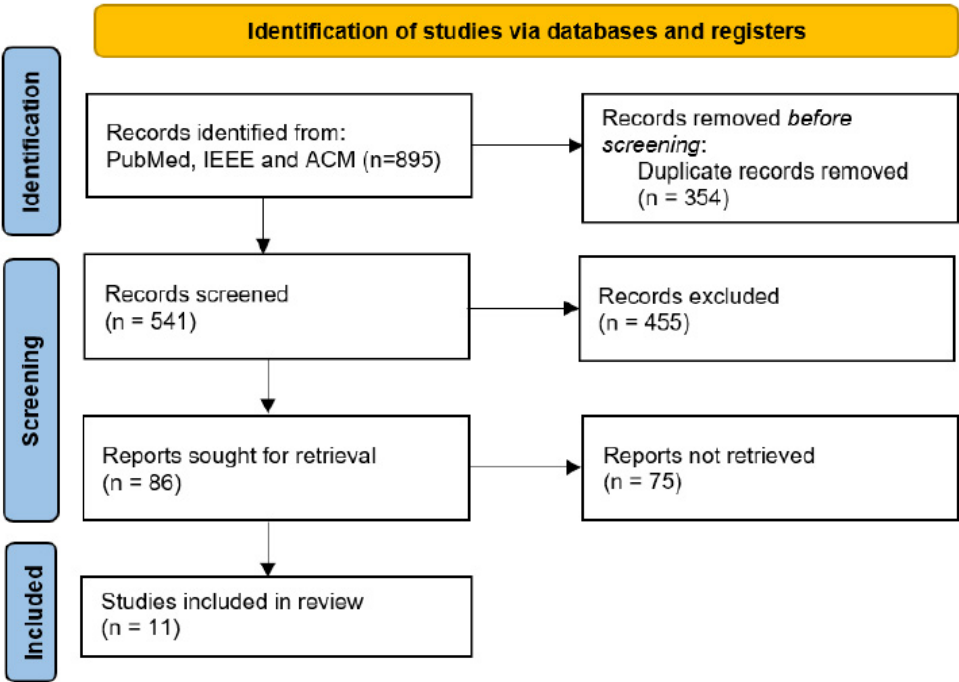 Identification of studies via databases and registers
Identification
Records identified from:
PubMed, IEEE and ACM (n=895)
Records removed before
screening:
Duplicate records removed
(n = 354)
Screening
Records screened
(n = 541)
Records excluded
(n = 455)
Reports sought for retrieval
(n = 86)
Reports not retrieved
(n = 75)
Included
Studies included in review
(n = 11)